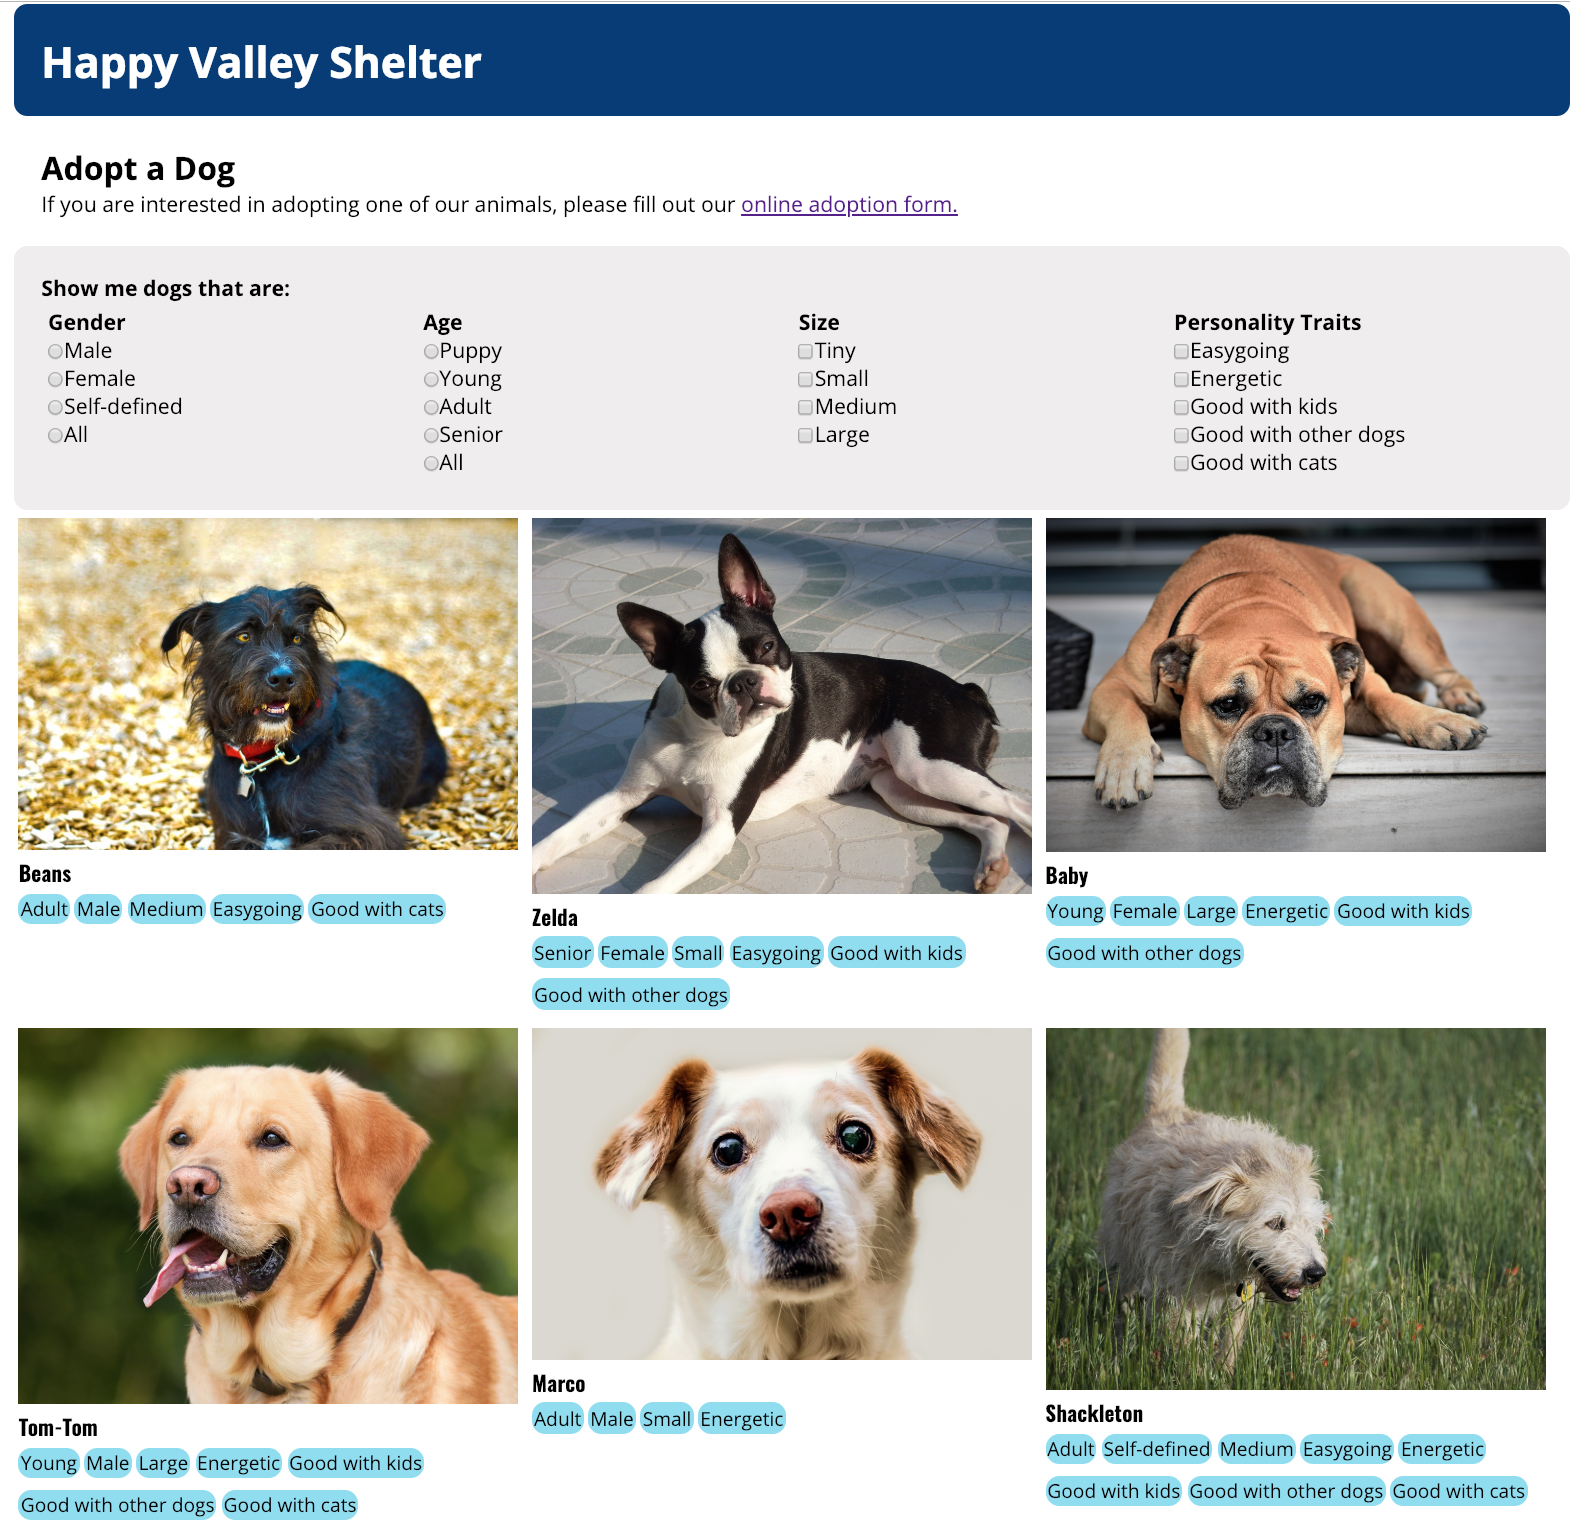 Happy Valley Shelter
Adopt a Dog
If you are interested in adopting one of our animals, please fill out our online adoption form.
Show me dogs that are:
Gender
Male
Female
Self-defined
All
Age
Puppy
Young
Adult
Senior
All
Size
Tiny
Small
Medium
Large
Personality Traits
Easygoing
Energetic
Good with kids
Good with other dogs
Good with cats
Beans
Adult Male Medium Easygoing Good with cats
Zelda
Senior Female Small Easygoing Good with kids
Good with other dogs
Baby
Young Female Large Energetic Good with kids
Good with other dogs
Tom-Tom
Young Male Large Energetic Good with kids
Good with other dogs Good with cats
Marco
Adult Male Small Energetic
Shackleton
Adult Self-defined Medium Easygoing Energetic
Good with kids Good with other dogs Good with cats